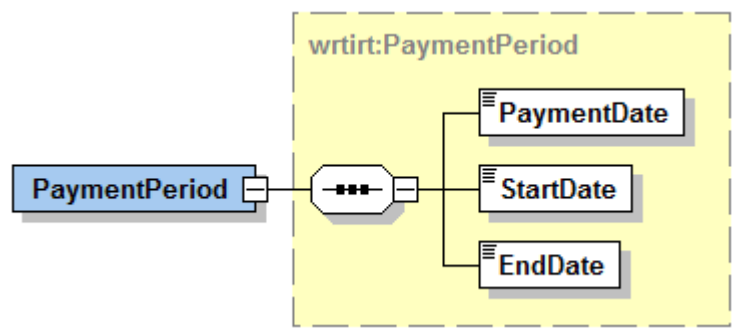 wrtirt:PaymentPeriod
PaymentDate
PaymentPeriod
StartDate
EndDate